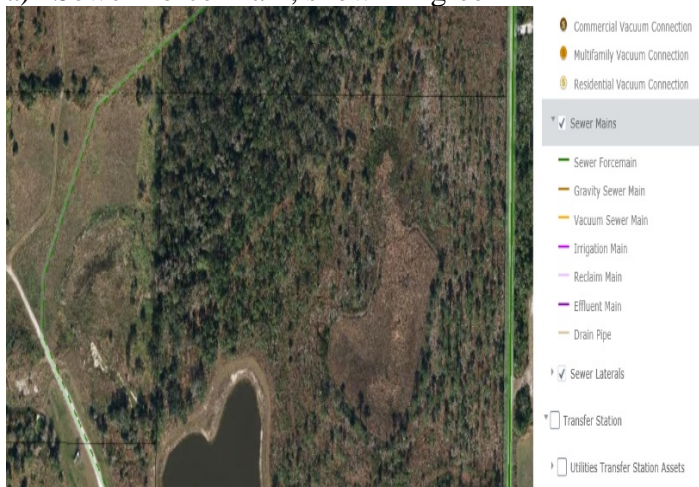 Commercial Vacuum Connection
Multifamily Vacuum Connection
Residential Vacuum Connection
Sewer Mains
Sewer Forcemain
Gravity Sewer Main
Vacuum Sewer Main
Irrigation Main
Reclaim Main
Effluent Main
Drain Pipe
Sewer Laterals
Transfer Station
Utilities Transfer Station Assets